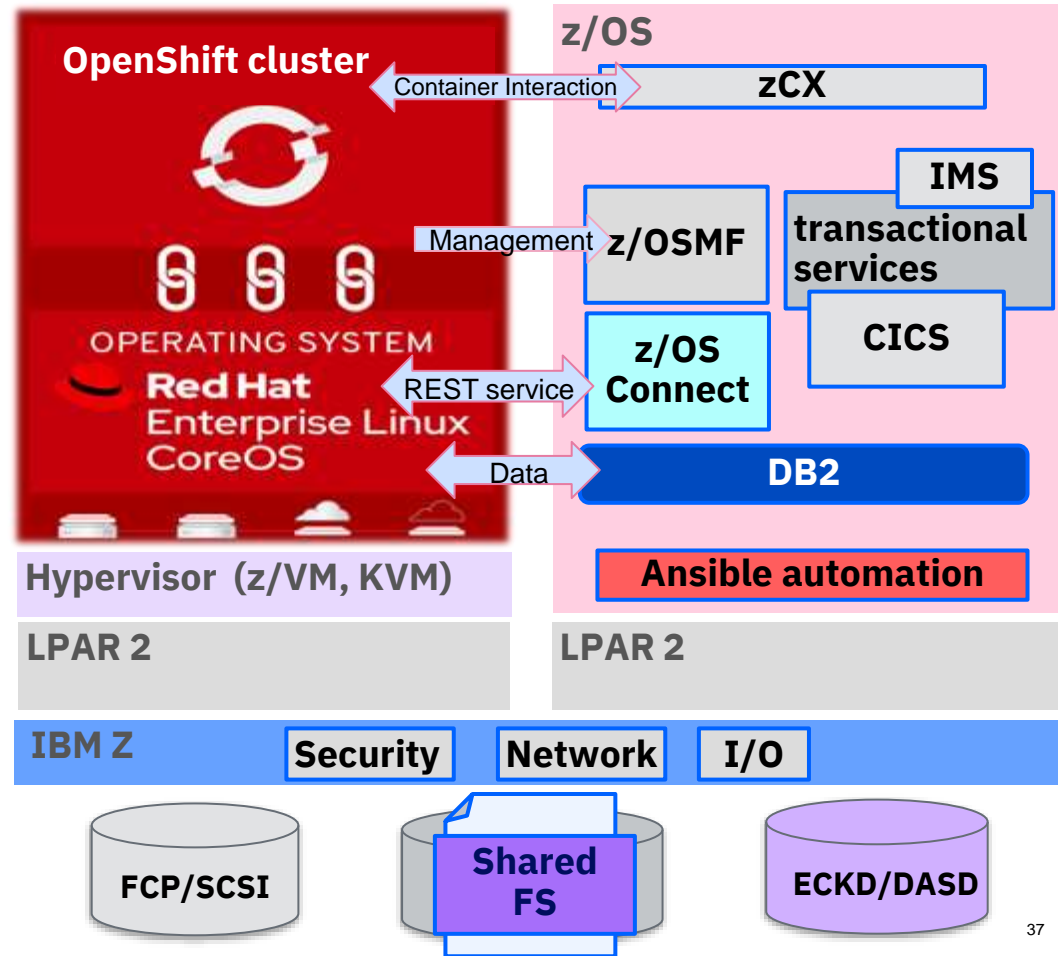 OpenShift cluster
OPERATING SYSTEM
Red Hat
Enterprise Linux
CoreOS
Container Interaction
Management
REST service
Data
z/OS
zCX
IMS
transactional
services
CICS
z/OSMF
z/OS
Connect
DB2
Ansible automation
Hypervisor (z/VM, KVM)
LPAR 2
LPAR 2
IBM Z
Security
Network
I/O
FCP/SCSI
Shared
FS
ECKD/DASD
37